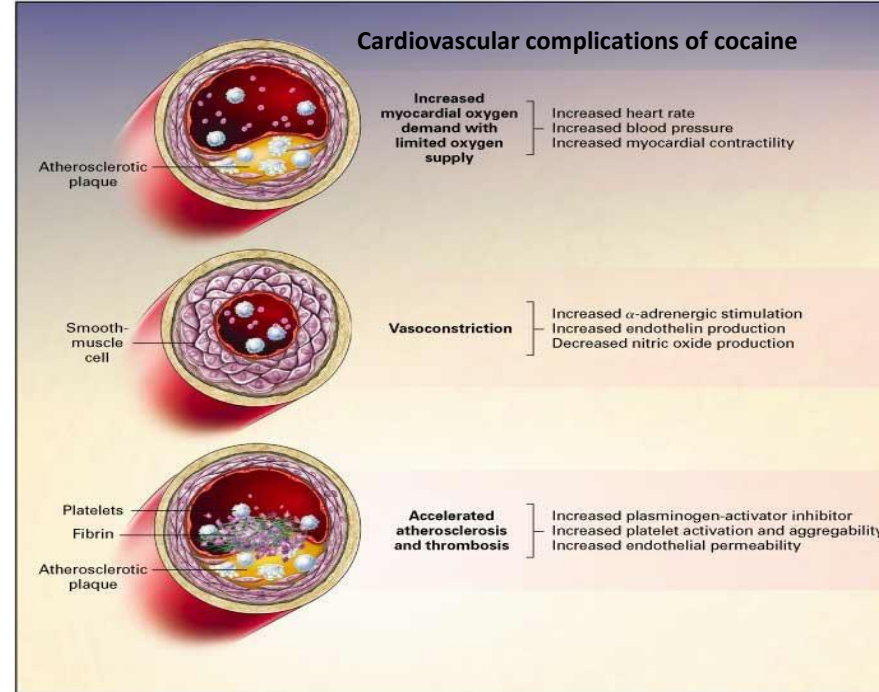 Cardiovascular complications of cocaine
Increased
myocardial oxygen
demand with
limited oxygen
supply
Increased heart rate
Increased blood pressure
Increased myocardial contractility
Atherosclerotic
plaque
Smooth-
muscle
cell
Vasoconstriction
Increased α-adrenergic stimulation
Increased endothelin production
Decreased nitric oxide production
Platelets
Fibrin
Atherosclerotic
plaque
Accelerated
atherosclerosis
and thrombosis
Increased plasminogen-activator inhibitor
Increased platelet activation and aggregability
Increased endothelial permeability